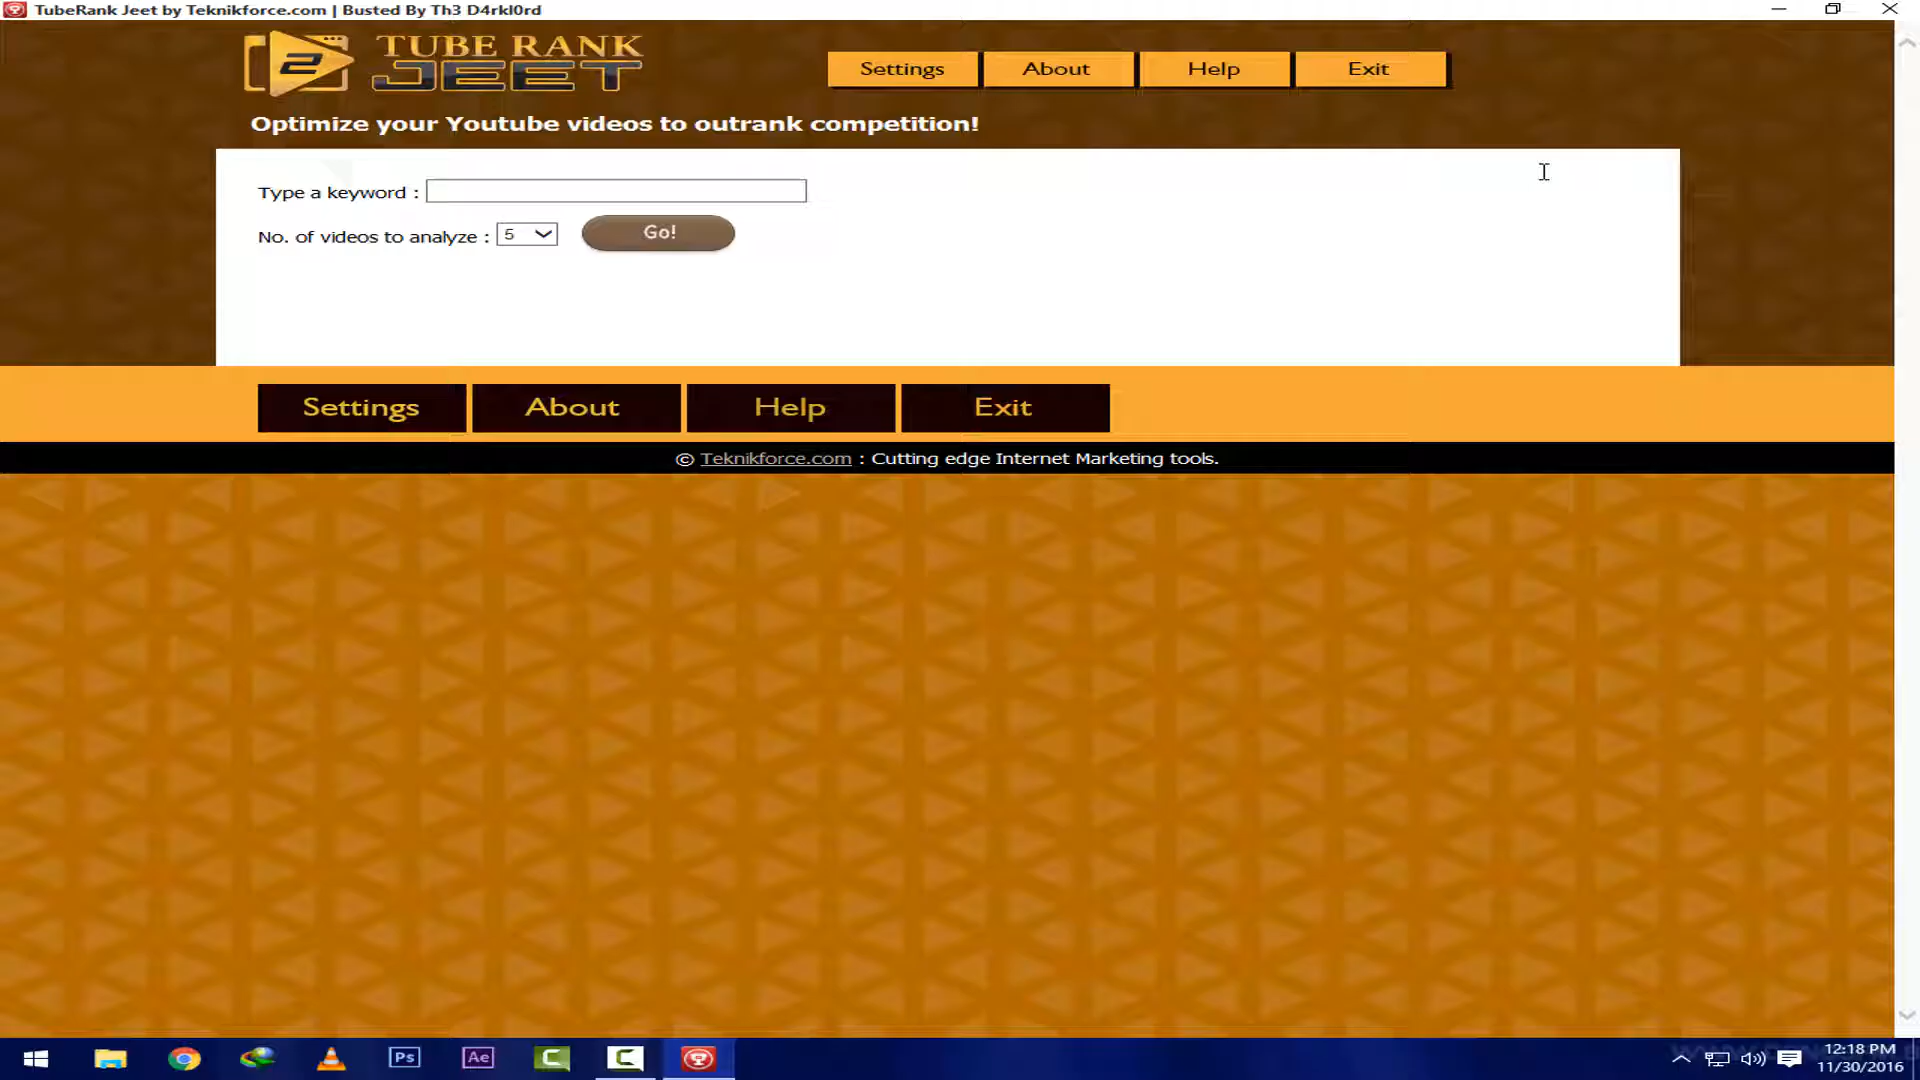 TubeRank Jeet by Teknikforce.com | Busted By Th3 D4rkl0rd
2 TUBE RANK
JEET
Settings About Help Exit
Optimize your Youtube videos to outrank competition!
Type a keyword :
No. of videos to analyze : 5 Go!
Settings About Help Exit
© Teknikforce.com : Cutting edge Internet Marketing tools.
Ps Ae
12:18 PM
11/30/2016